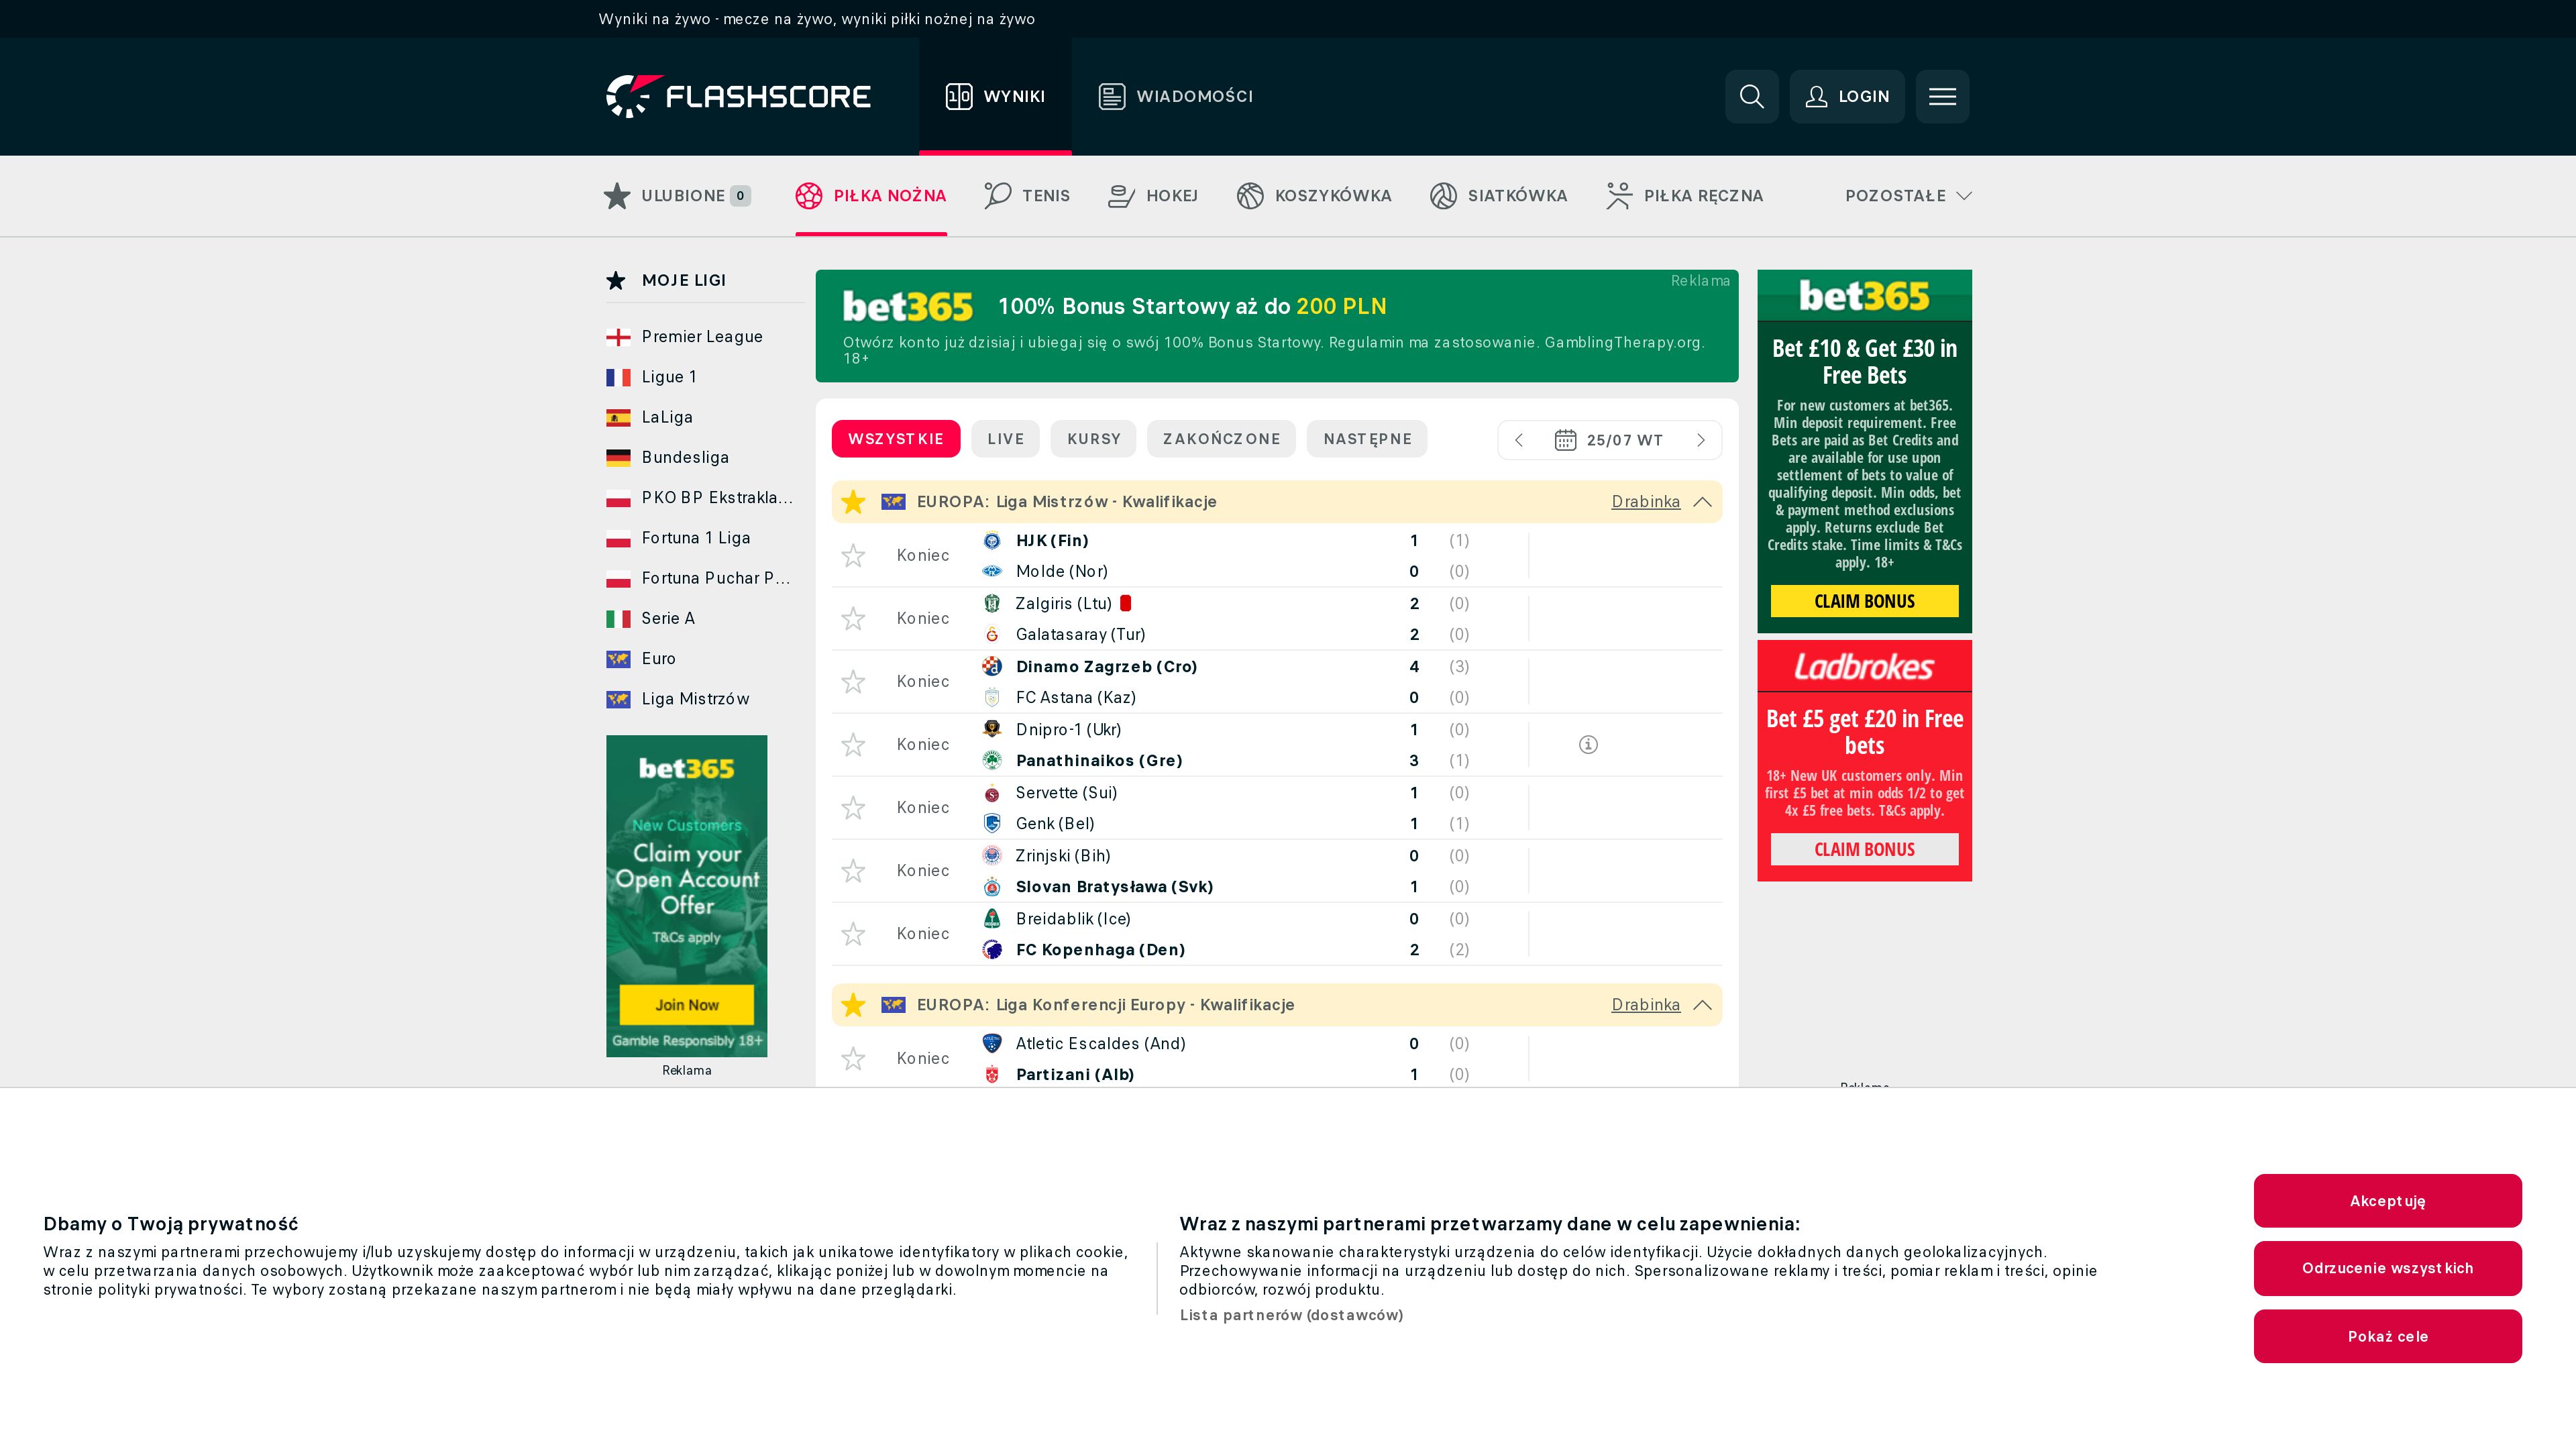 Wyniki na żywo - mecze na żywo, wyniki piłki nożnej na żywo
FLASHSCORE
WYNIKI
WIADOMOŚCI
LOGIN
ULUBIONE 0
PIŁKA NOŻNA
TENIS
HOKEJ
KOSZYKÓWKA
SIATKÓWKA
PIŁKA RĘCZNA
POZOSTAŁE
MOJE LIGI
Premier League
Ligue 1
LaLiga
Bundesliga
PKO BP Ekstrakla...
Fortuna 1 Liga
Fortuna Puchar P...
Serie A
Euro
Liga Mistrzów
bet365
New Customers
Claim your
Open Account
Offer
T&Cs apply
Join Now
Gamble Responsibly 18+
Reklama
Reklama
bet365 100% Bonus Startowy aż do 200 PLN
Otwórz konto już dzisiaj i ubiegaj się o swój 100% Bonus Startowy. Regulamin ma zastosowanie. GamblingTherapy.org.
18+
WSZYSTKIE LIVE KURSY ZAKOŃCZONE NASTĘPNE 25/07 WT
EUROPA: Liga Mistrzów - Kwalifikacje Drabinka
Koniec
HJK (Fin) 1 (1)
Molde (Nor) 0 (0)
Koniec
Zalgiris (Ltu) 2 (0)
Galatasaray (Tur) 2 (0)
Koniec
Dinamo Zagrzeb (Cro) 4 (3)
FC Astana (Kaz) 0 (0)
Koniec
Dnipro-1 (Ukr) 1 (0)
Panathinaikos (Gre) 3 (1)
Koniec
Servette (Sui) 1 (0)
Genk (Bel) 1 (1)
Koniec
Zrinjski (Bih) 0 (0)
Slovan Bratysława (Svk) 1 (0)
Koniec
Breidablik (Ice) 0 (0)
FC Kopenhaga (Den) 2 (2)
EUROPA: Liga Konferencji Europy - Kwalifikacje Drabinka
Koniec
Atletic Escaldes (And) 0 (0)
Partizani (Alb) 1 (0)
bet365
Bet £10 & Get £30 in
Free Bets
For new customers at bet365.
Min deposit requirement. Free
Bets are paid as Bet Credits and
are available for use upon
settlement of bets to value of
qualifying deposit. Min odds, bet
& payment method exclusions
apply. Returns exclude Bet
Credits stake. Time limits & T&Cs
apply. 18+
CLAIM BONUS
Ladbrokes
Bet £5 get £20 in Free
bets
18+ New UK customers only. Min
first £5 bet at min odds 1/2 to get
4x £5 free bets. T&Cs apply.
CLAIM BONUS
Dbamy o Twoją prywatność
Wraz z naszymi partnerami przechowujemy i/lub uzyskujemy dostęp do informacji w urządzeniu, takich jak unikatowe identyfikatory w plikach cookie,
w celu przetwarzania danych osobowych. Użytkownik może zaakceptować wybór lub nim zarządzać, klikając poniżej lub w dowolnym momencie na
stronie polityki prywatności. Te wybory zostaną przekazane naszym partnerom i nie będą miały wpływu na dane przeglądarki.
Wraz z naszymi partnerami przetwarzamy dane w celu zapewnienia:
Aktywne skanowanie charakterystyki urządzenia do celów identyfikacji. Użycie dokładnych danych geolokalizacyjnych.
Przechowywanie informacji na urządzeniu lub dostęp do nich. Spersonalizowane reklamy i treści, pomiar reklam i treści, opinie
odbiorców, rozwój produktu.
Lista partnerów (dostawców)
Akceptuję
Odrzucenie wszystkich
Pokaż cele